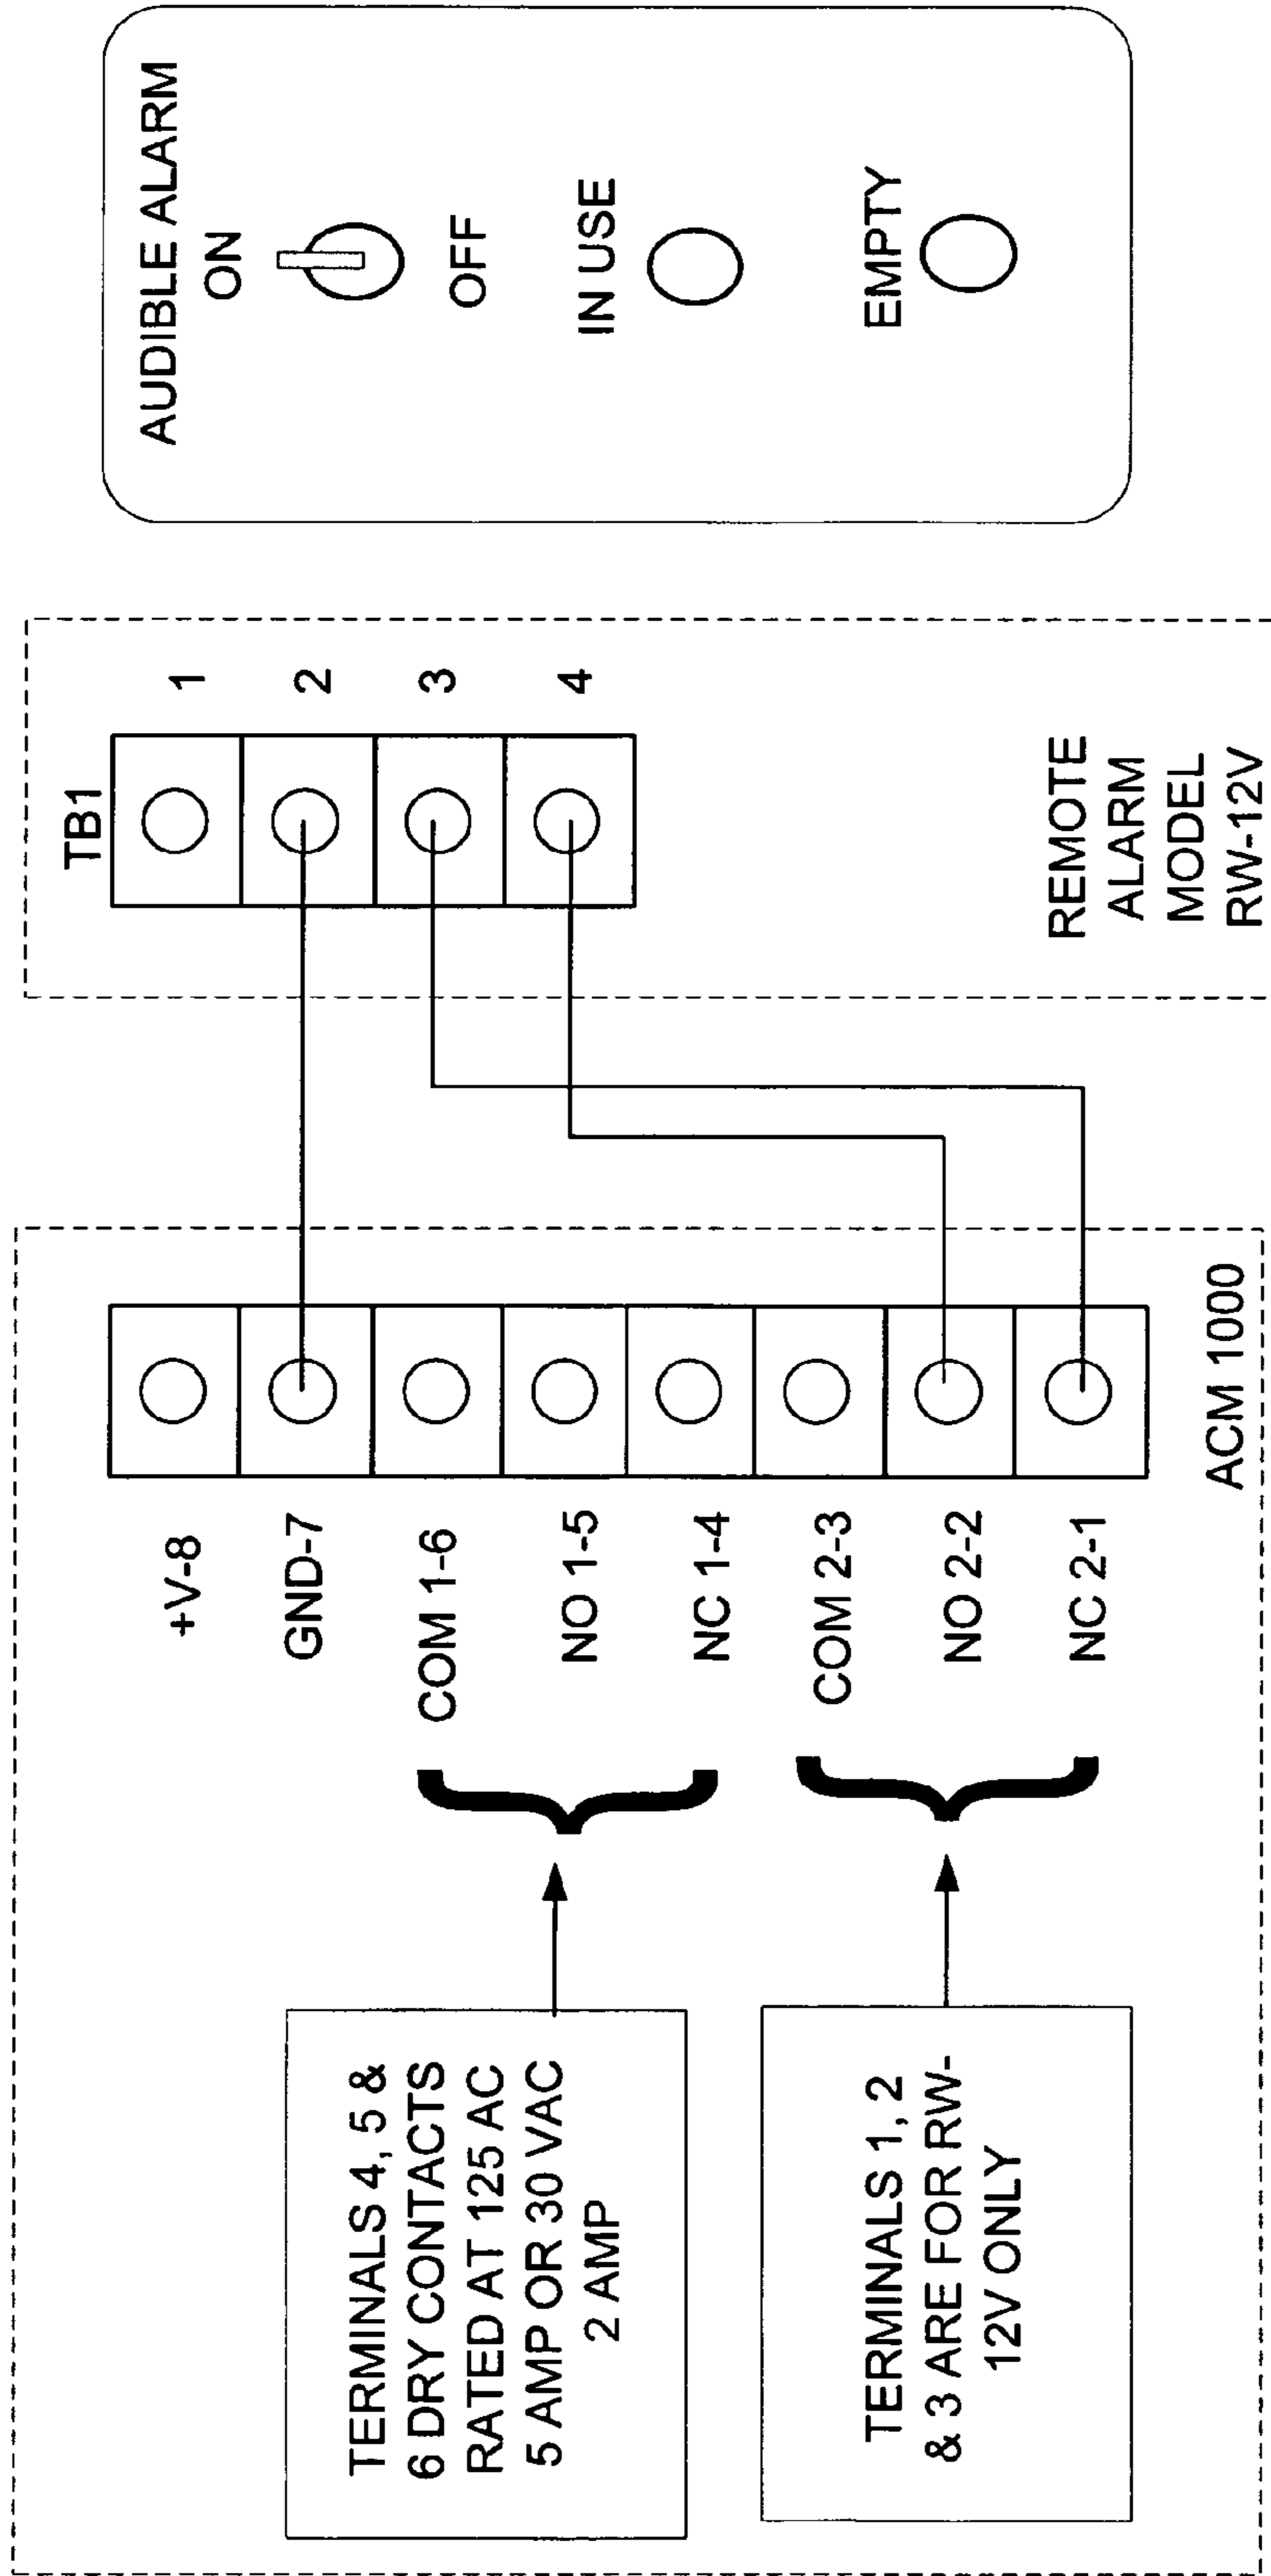 TERMINALS 4, 5 &
6 DRY CONTACTS
RATED AT 125 AC
5 AMP OR 30 VAC
2 AMP
TERMINALS 1, 2
& 3 ARE FOR RW-
12V ONLY
+V-8
GND-7
COM 1-6
NO 1-5
NC 1-4
COM 2-3
NO 2-2
NC 2-1
ACM 1000
TB1
1
2
3
4
REMOTE
ALARM
MODEL
RW-12V
AUDIBLE ALARM
ON
OFF
IN USE
EMPTY